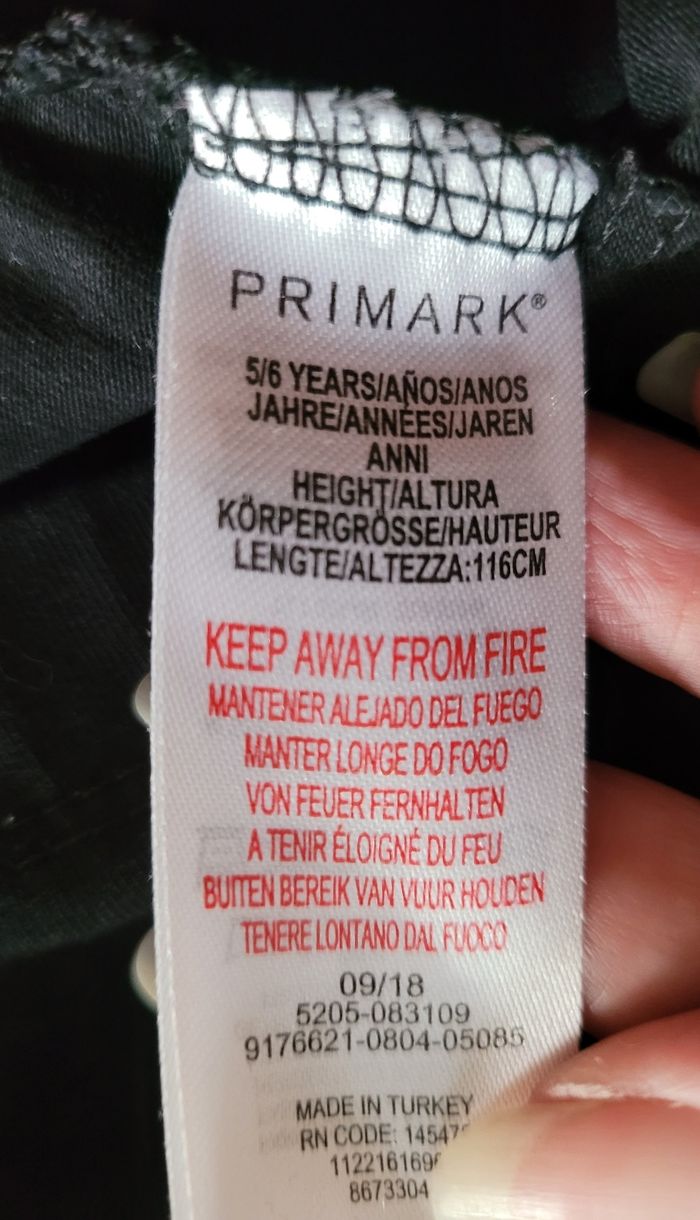 PRIMARK®
5/6 YEARS/AÑOS/ANOS
JAHRE/ANNÉES/JAREN
ANNI
HEIGHT/ALTURA
KÖRPERGRÖSSE/HAUTEUR
LENGTE/ALTEZZA:116CM
KEEP AWAY FROM FIRE
MANTENER ALEJADO DEL FUEGO
MANTER LONGE DO FOGO
VON FEUER FERNHALTEN
A TENIR ÉLOIGNÉ DU FEU
BUITEN BEREIK VAN VUUR HOUDEN
TENERE LONTANO DAL FUOCO
09/18
5205-083109
9176621-0804-05085
MADE IN TURKEY
RN CODE:
8673304